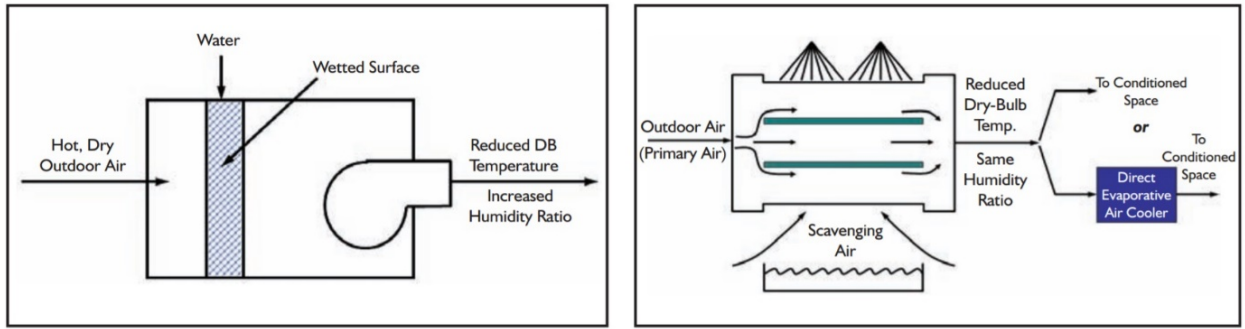 Water
Wetted Surface
Hot, Dry
Outdoor Air
Reduced DB
Temperature
Increased
Humidity Ratio
Outdoor Air
(Primary Air)
Scavenging
Air
Reduced
Dry-Bulb
Temp.
Same
Humidity
Ratio
To Conditioned
Space
or
To
Conditioned
Space
Direct
Evaporative
Air Cooler